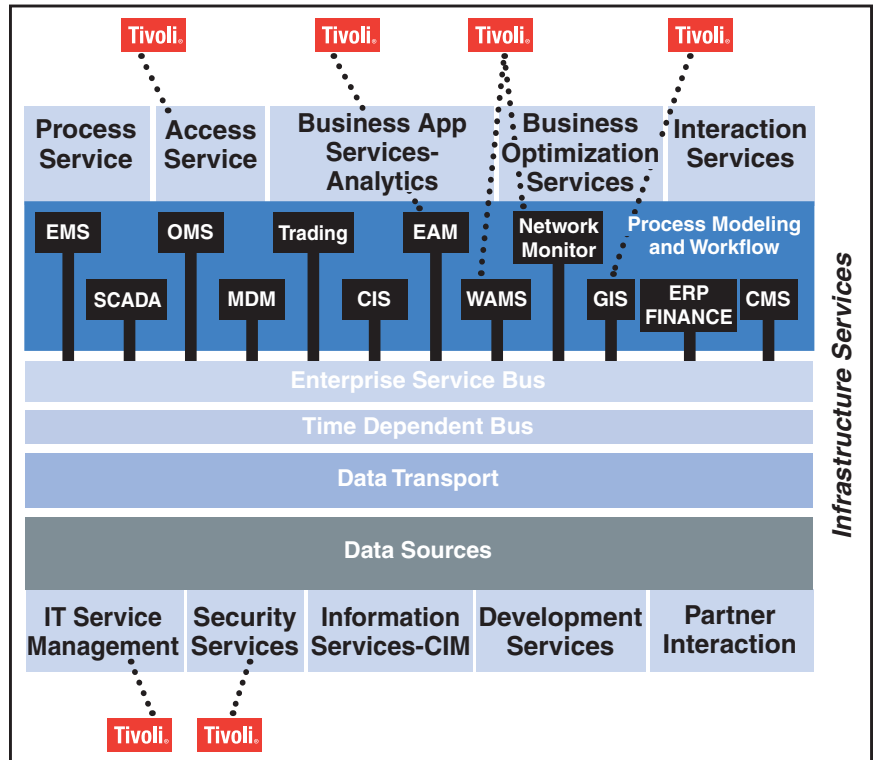 Tivoli®
Tivoli®
Tivoli®
Tivoli®
Process
Service
Access
Service
Business App
Services-
Analytics
Business
Optimization
Services
Interaction
Services
EMS
OMS
Trading
EAM
Network
Monitor
Process Modeling
and Workflow
SCADA
MDM
CIS
WAMS
GIS
ERP
FINANCE
CMS
Enterprise Service Bus
Time Dependent Bus
Data Transport
Data Sources
IT Service
Management
Security
Services
Information
Services-CIM
Development
Services
Partner
Interaction
Tivoli®
Tivoli®
Infrastructure Services